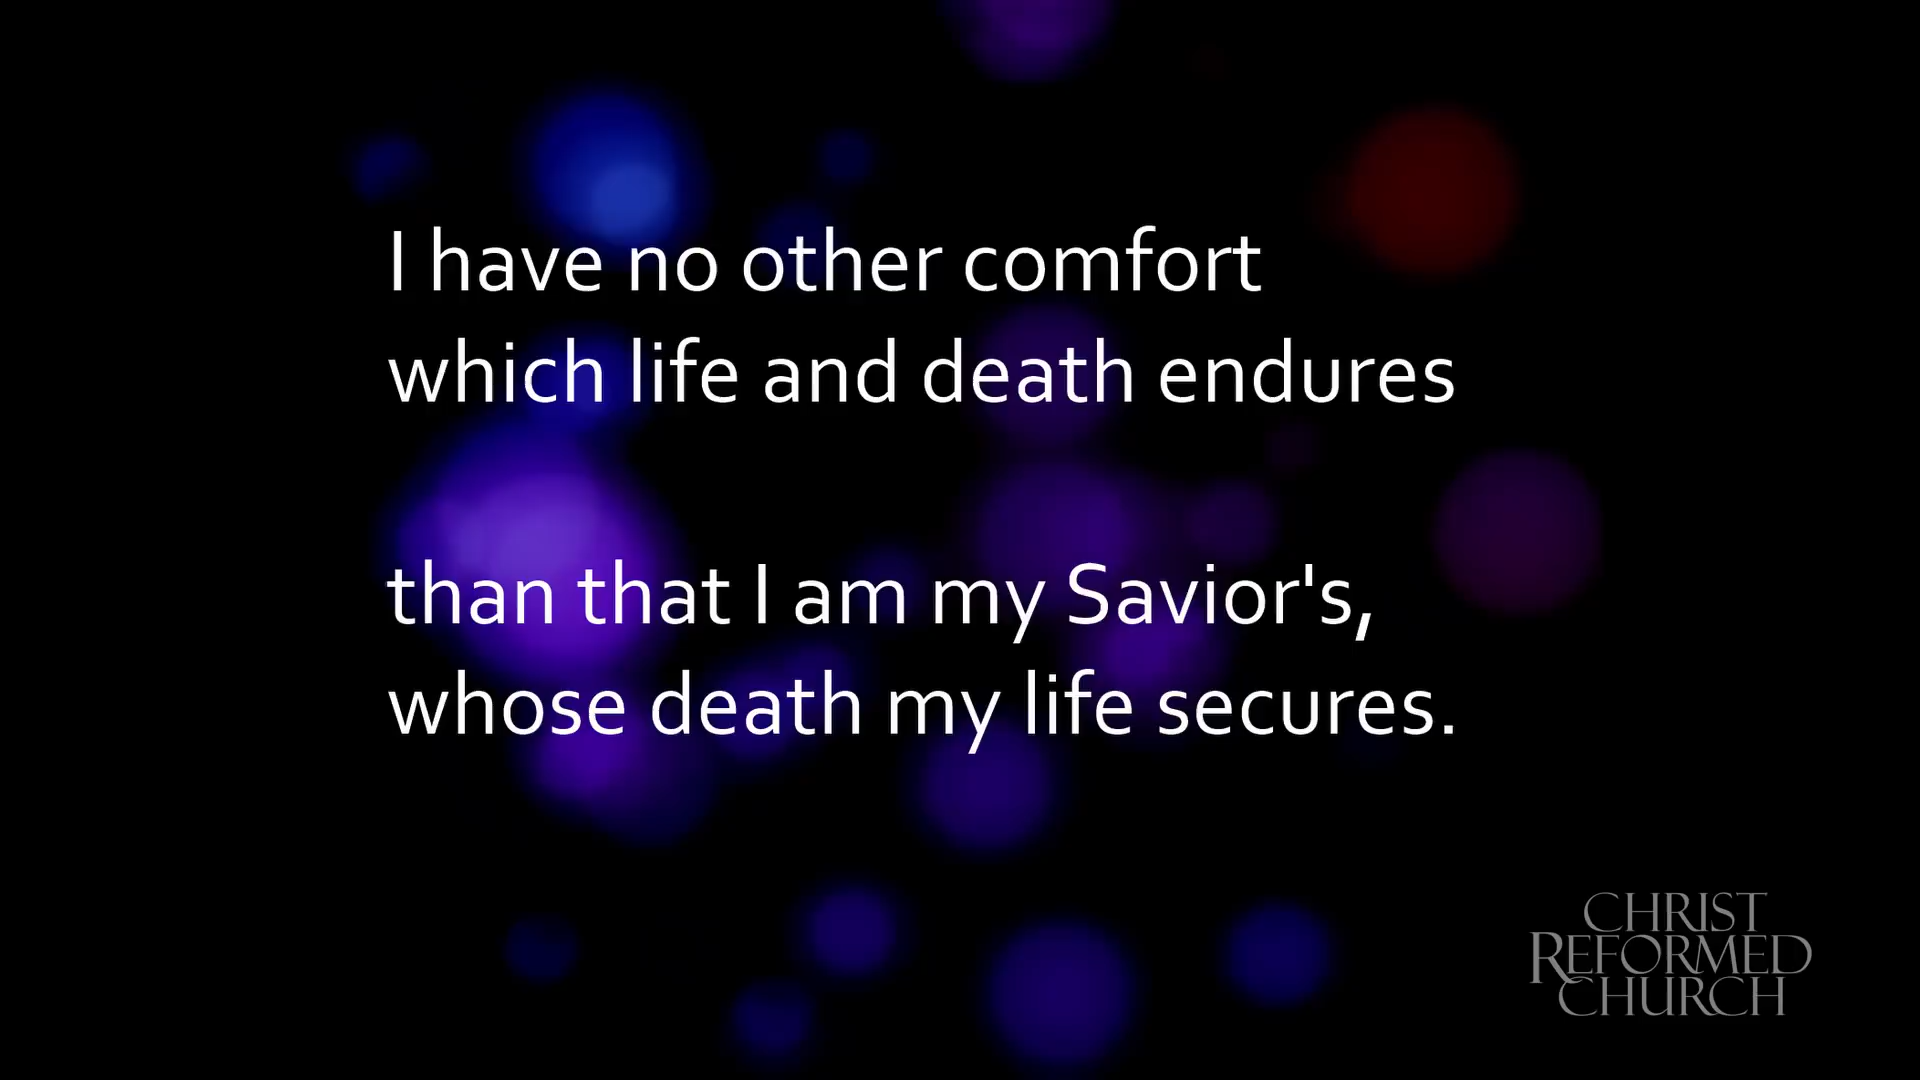 I have no other comfort
which life and death endures
than that I am my Savior's,
whose death my life secures.
CHRIST
REFORMED
CHURCH